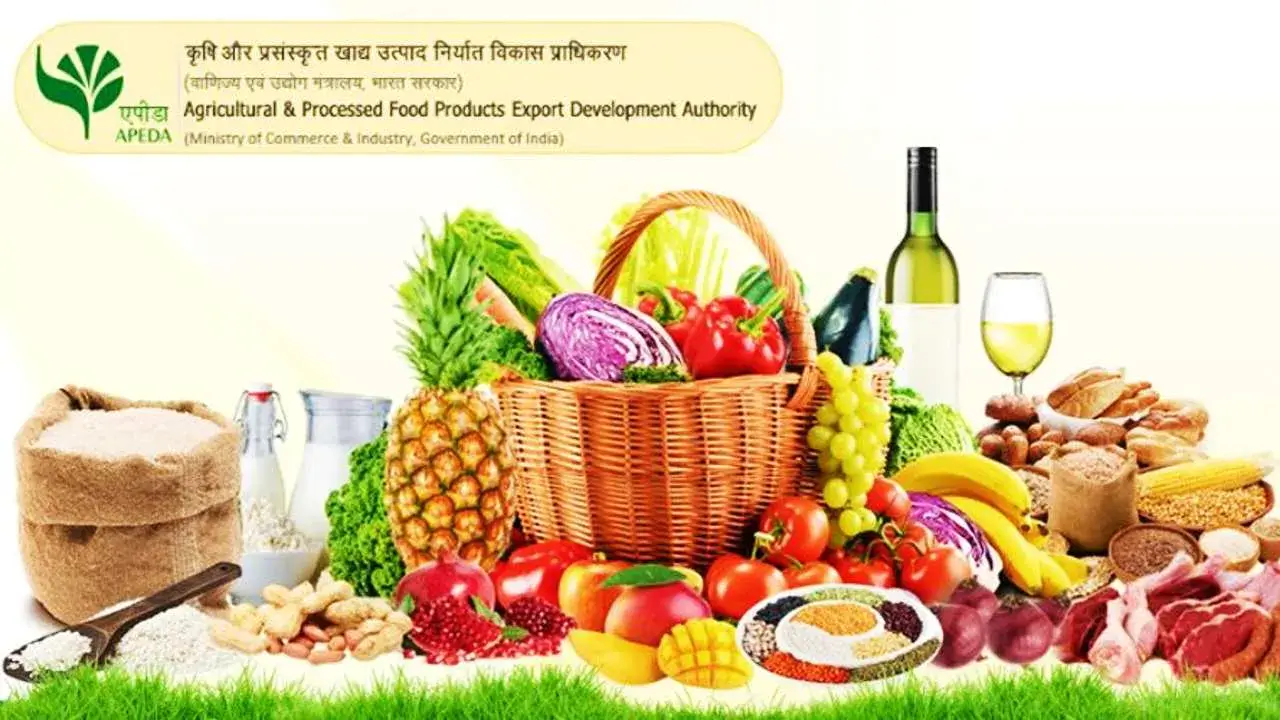 कृषि और प्रसंस्कृत खाद्य उत्पाद निर्यात विकास प्राधिकरण
(वाणिज्य एवं उद्योग मंत्रालय, भारत सरकार)
एपीडा
Agricultural & Processed Food Products Export Development Authority
APEDA
(Ministry of Commerce & Industry, Government of India)